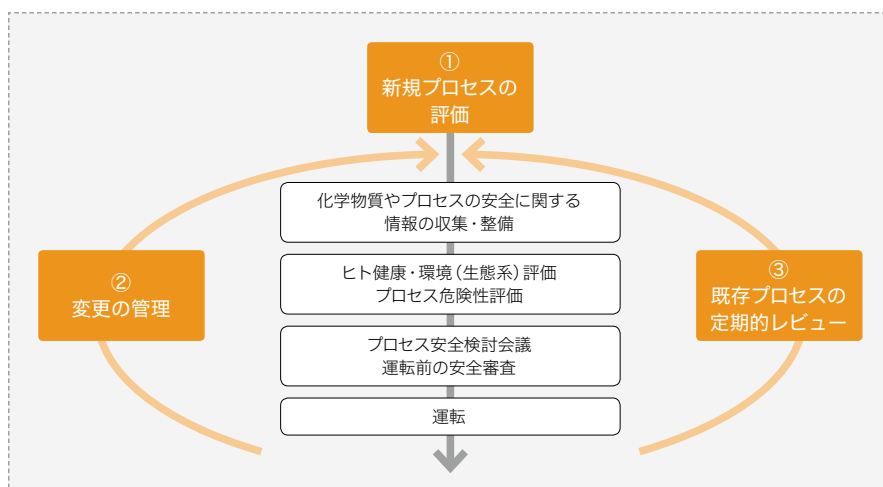 ①
新規プロセスの
評価
化学物質やプロセスの安全に関する
情報の収集・整備
ヒト健康・環境（生態系）評価
プロセス危険性評価
プロセス安全検討会議
運転前の安全審査
運転
②
変更の管理
③
既存プロセスの
定期的レビュー